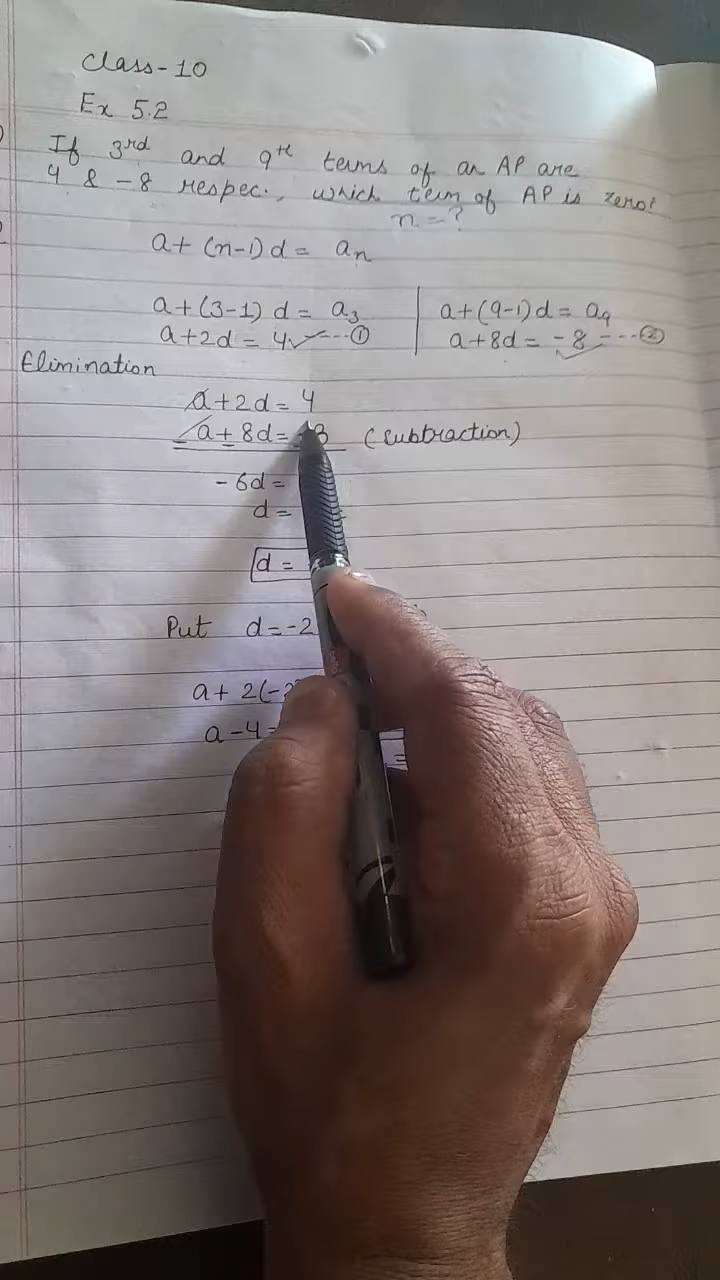 Class-10
Ex 5.2
If 3rd and 9th terms of an AP are
4 & -8 respec., which term of AP is zero?
n=?
a+(n-1)d = an
a+(3-1)d = a3
a+2d = 4 ---①
a+(9-1)d = a9
a+8d = -8 ---②
Elimination
a+2d = 4
a+8d = -8 (subtraction)
-6d =
d =
d =
Put d=-2
a+2(-2
a-4=
=